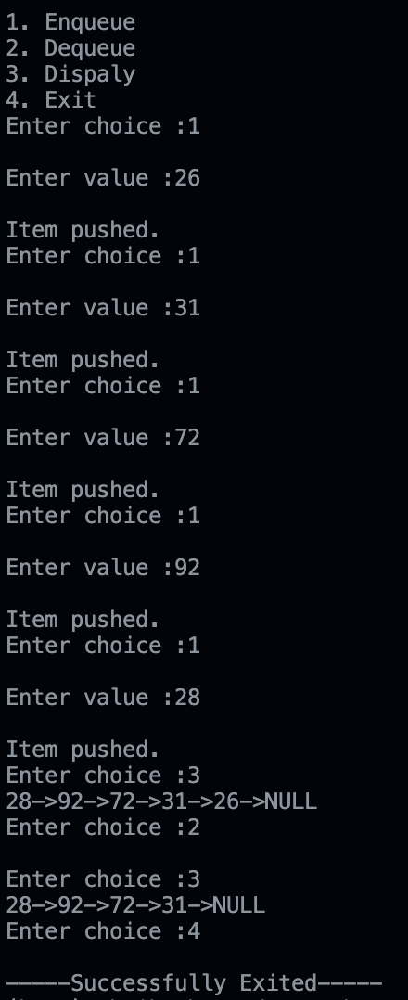 1. Enqueue
2. Dequeue
3. Dispaly
4. Exit
Enter choice :1
Enter value :26
Item pushed.
Enter choice :1
Enter value :31
Item pushed.
Enter choice :1
Enter value :72
Item pushed.
Enter choice :1
Enter value :92
Item pushed.
Enter choice :1
Enter value :28
Item pushed.
Enter choice :3
28->92->72->31->26->NULL
Enter choice :2
Enter choice :3
28->92->72->31->NULL
Enter choice :4
-----Successfully Exited-----